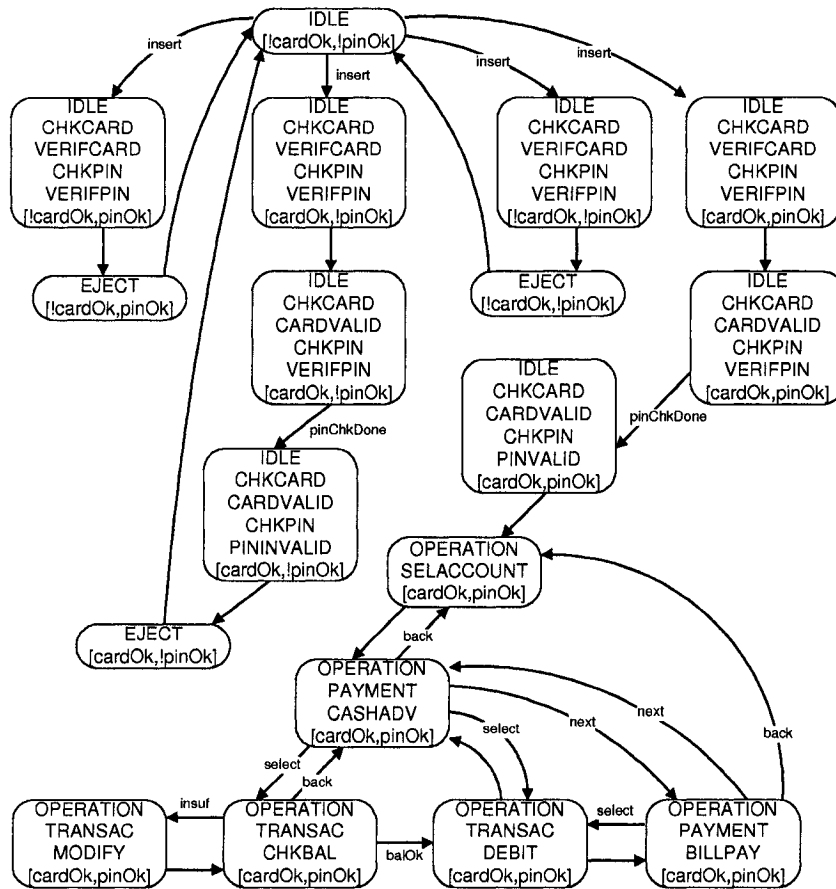 IDLE
[!cardOk,!pinOk]
insert
insert
insert
insert
IDLE
CHKCARD
VERIFCARD
CHKPIN
VERIFPIN
[!cardOk,pinOk]
IDLE
CHKCARD
VERIFCARD
CHKPIN
VERIFPIN
[cardOk,!pinOk]
IDLE
CHKCARD
VERIFCARD
CHKPIN
VERIFPIN
[!cardOk,!pinOk]
IDLE
CHKCARD
VERIFCARD
CHKPIN
VERIFPIN
[cardOk,pinOk]
EJECT
[!cardOk,pinOk]
IDLE
CHKCARD
CARDVALID
CHKPIN
VERIFPIN
[cardOk,!pinOk]
EJECT
[!cardOk,!pinOk]
IDLE
CHKCARD
CARDVALID
CHKPIN
VERIFPIN
[cardOk,pinOk]
pinChkDone
IDLE
CHKCARD
CARDVALID
CHKPIN
PINVALID
[cardOk,pinOk]
pinChkDone
IDLE
CHKCARD
CARDVALID
CHKPIN
PININVALID
[cardOk,!pinOk]
OPERATION
SELACCOUNT
[cardOk,pinOk]
EJECT
[cardOk,!pinOk]
back
OPERATION
PAYMENT
CASHADV
[cardOk,pinOk]
next
next
back
select
select
back
OPERATION
TRANSAC
MODIFY
[cardOk,pinOk]
insuf
OPERATION
TRANSAC
CHKBAL
[cardOk,pinOk]
balOk
OPERATION
TRANSAC
DEBIT
[cardOk,pinOk]
select
OPERATION
PAYMENT
BILLPAY
[cardOk,pinOk]